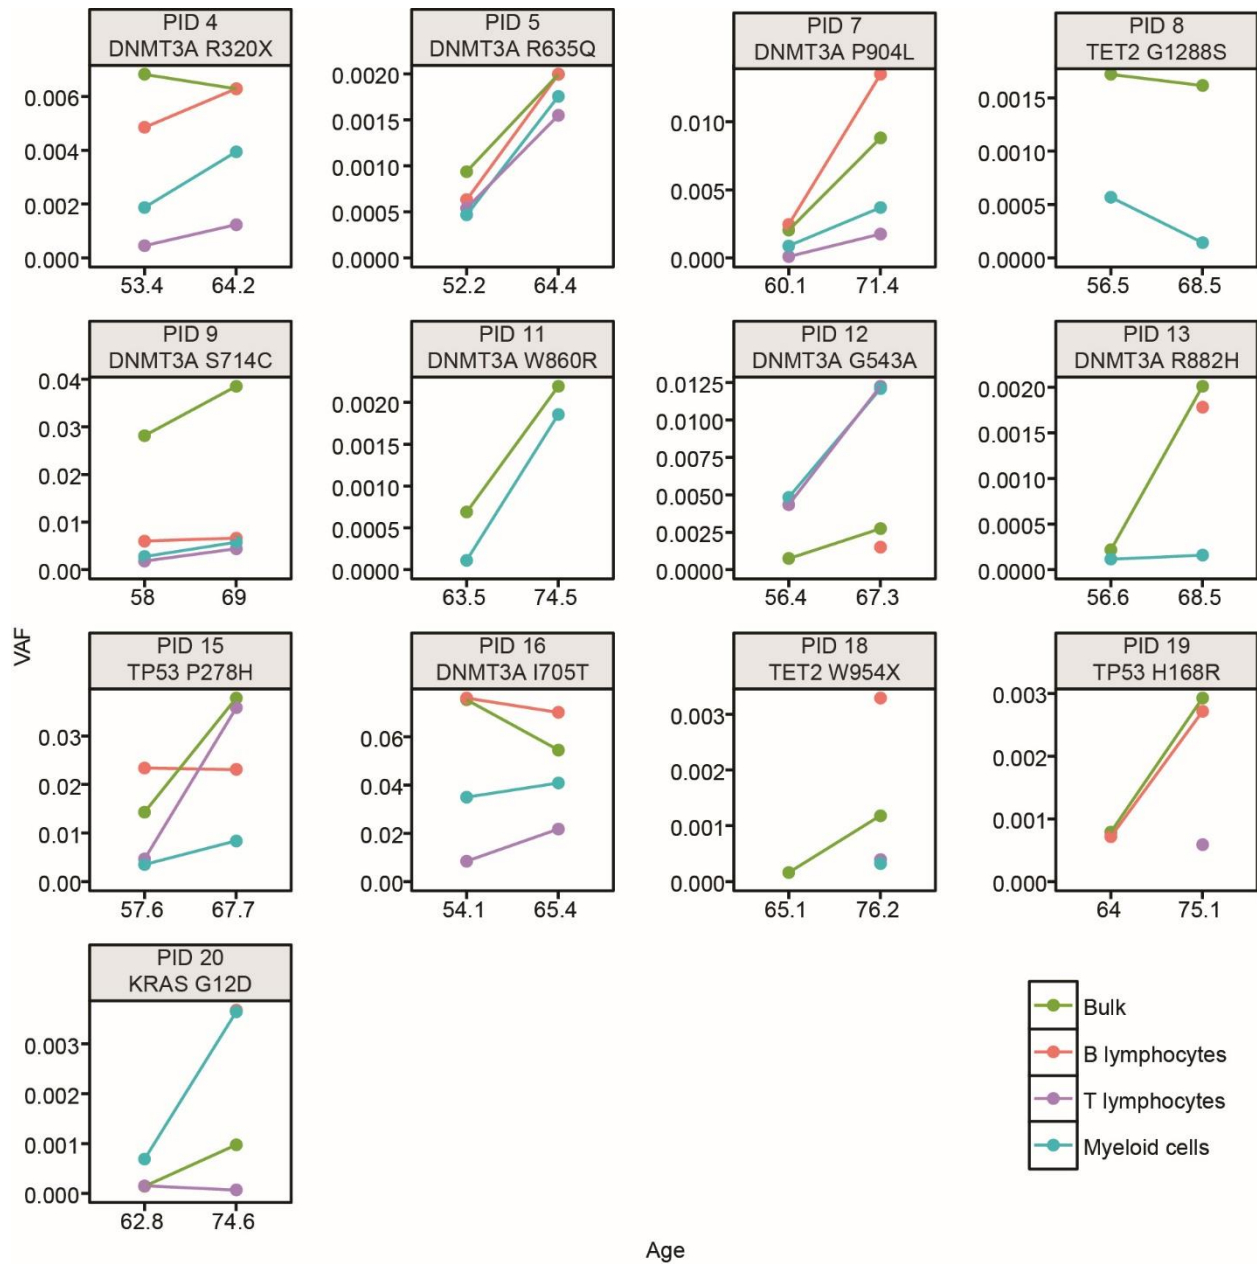 PID 4
DNMT3A R320X
0.006
0.004
0.002
0.000
53.4 64.2
PID 5
DNMT3A R635Q
0.0020
0.0015
0.0010
0.0005
0.0000
52.2 64.4
PID 7
DNMT3A P904L
0.010
0.005
0.000
60.1 71.4
PID 8
TET2 G1288S
0.0015
0.0010
0.0005
0.0000
56.5 68.5
PID 9
DNMT3A S714C
0.04
0.03
0.02
0.01
0.00
58 69
PID 11
DNMT3A W860R
0.0020
0.0015
0.0010
0.0005
0.0000
63.5 74.5
PID 12
DNMT3A G543A
0.0125
0.0100
0.0075
0.0050
0.0025
0.0000
56.4 67.3
PID 13
DNMT3A R882H
0.0020
0.0015
0.0010
0.0005
0.0000
56.6 68.5
VAF
PID 15
TP53 P278H
0.03
0.02
0.01
0.00
57.6 67.7
PID 16
DNMT3A I705T
0.06
0.04
0.02
0.00
54.1 65.4
PID 18
TET2 W954X
0.003
0.002
0.001
0.000
65.1 76.2
PID 19
TP53 H168R
0.003
0.002
0.001
0.000
64 75.1
PID 20
KRAS G12D
0.003
0.002
0.001
0.000
62.8 74.6
Bulk
B lymphocytes
T lymphocytes
Myeloid cells
Age